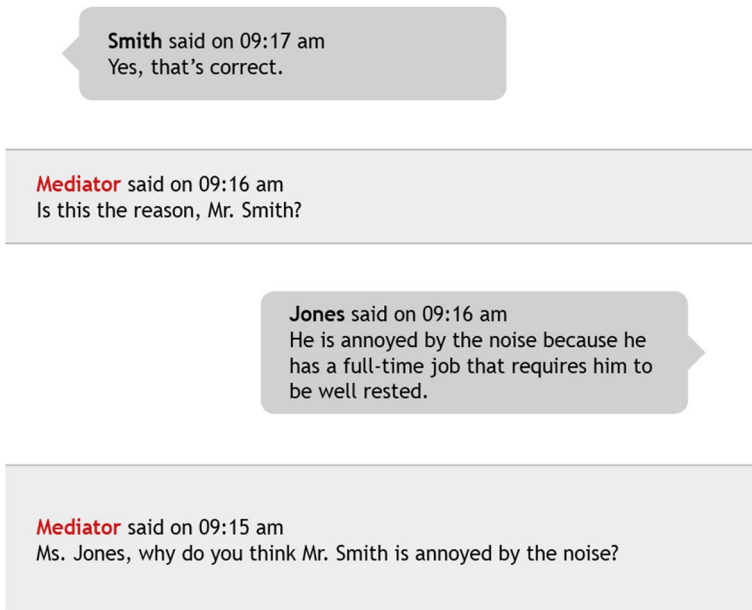 Smith said on 09:17 am
Yes, that’s correct.
Mediator said on 09:16 am
Is this the reason, Mr. Smith?
Jones said on 09:16 am
He is annoyed by the noise because he
has a full-time job that requires him to
be well rested.
Mediator said on 09:15 am
Ms. Jones, why do you think Mr. Smith is annoyed by the noise?